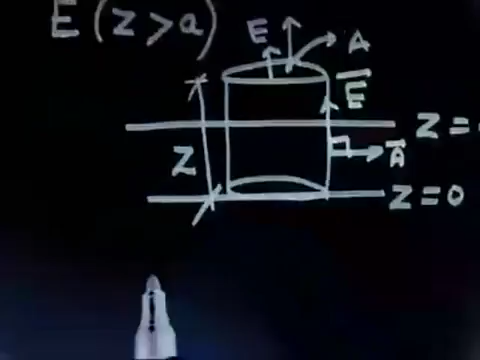 E (z > a)
E
A
E
z =
z
A
z = 0